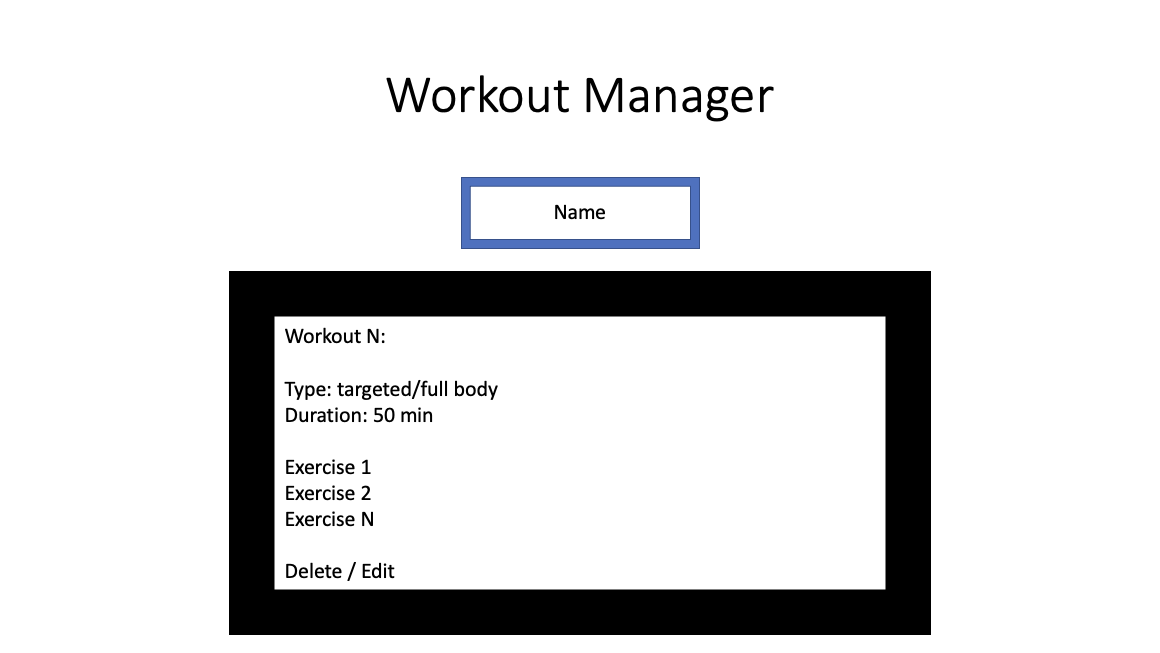 Workout Manager
Name
Workout N:
Type: targeted/full body
Duration: 50 min
Exercise 1
Exercise 2
Exercise N
Delete / Edit